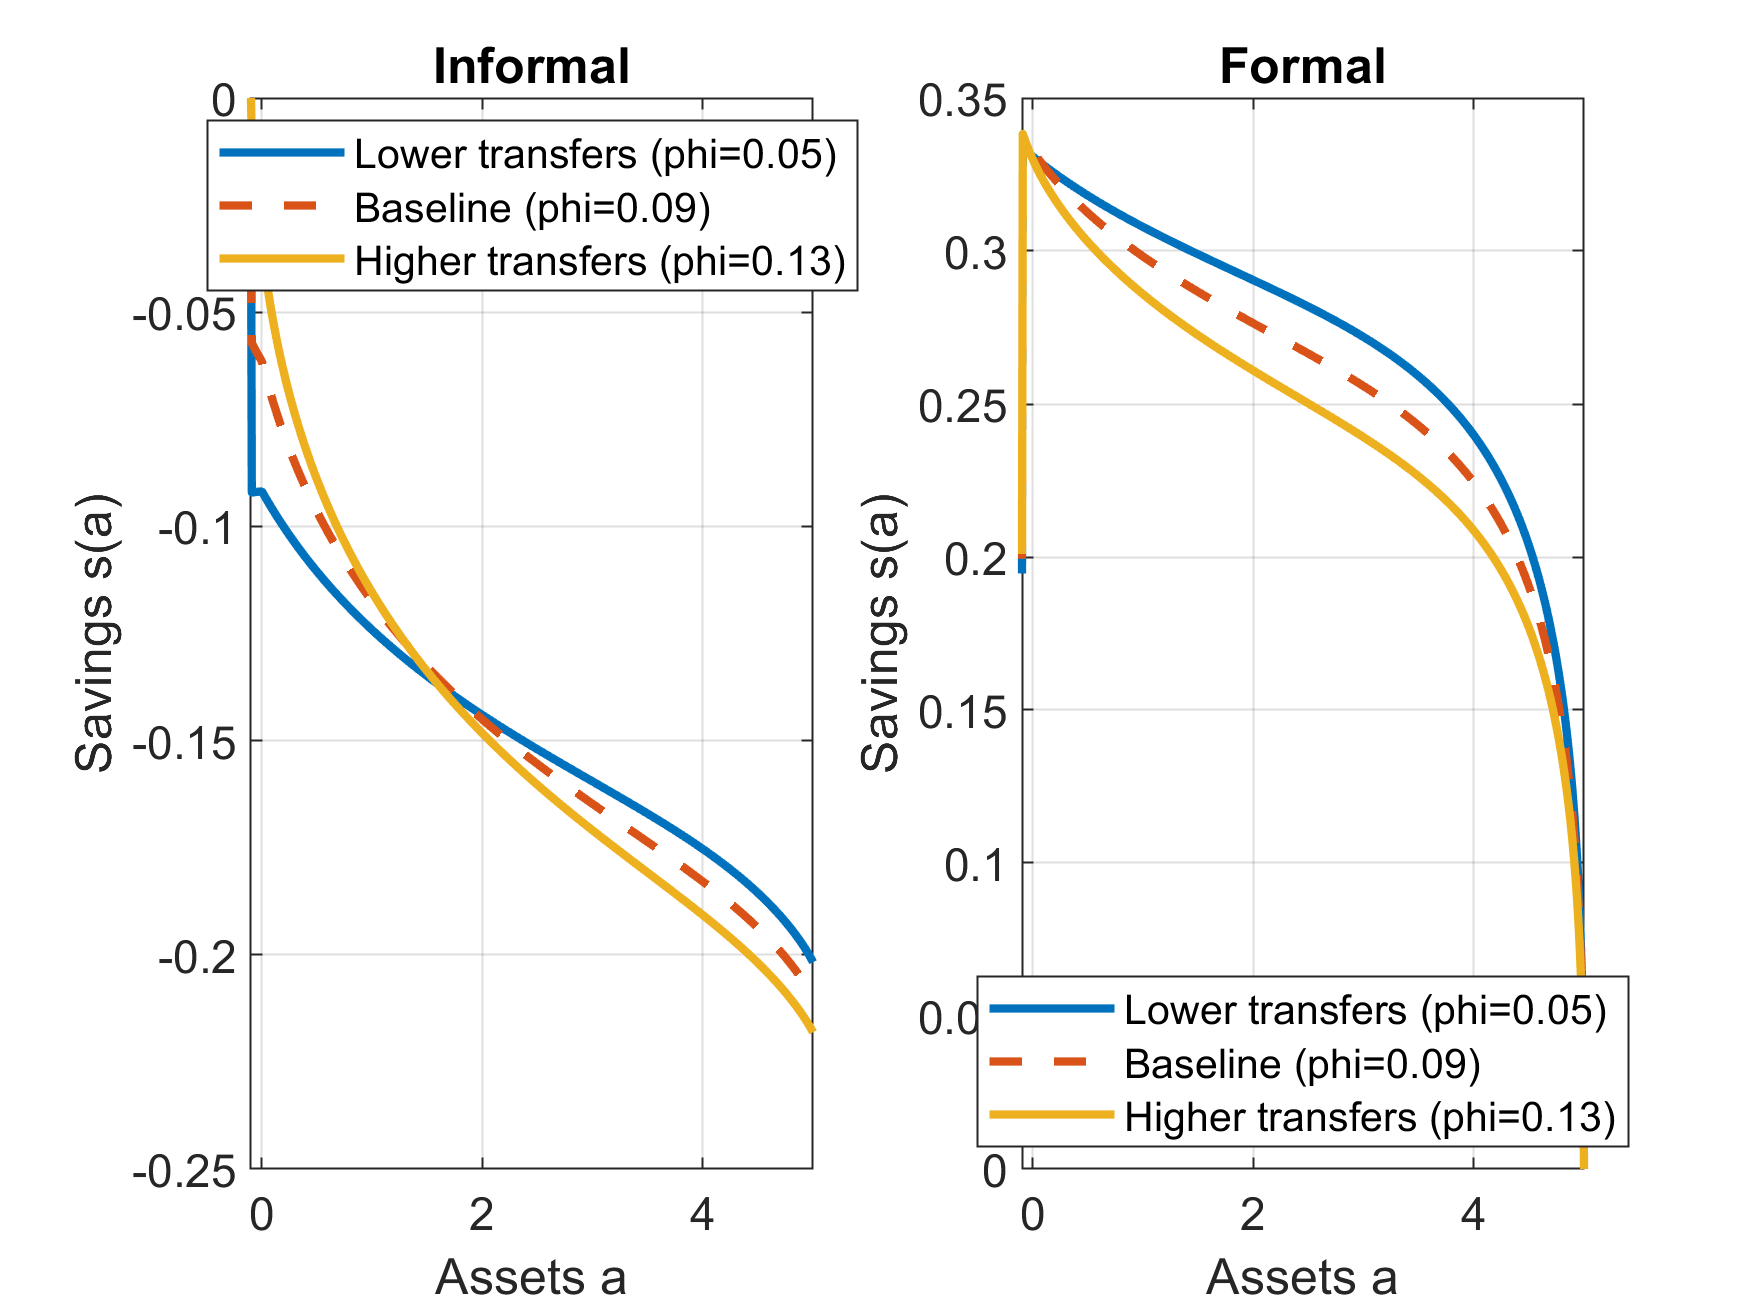 Informal
0
-0.05
-0.1
-0.15
-0.2
-0.25
Savings s(a)
0 2 4
Assets a
Lower transfers (phi=0.05)
Baseline (phi=0.09)
Higher transfers (phi=0.13)
Formal
0.35
0.3
0.25
0.2
0.15
0.1
0.0
0
Savings s(a)
0 2 4
Assets a
Lower transfers (phi=0.05)
Baseline (phi=0.09)
Higher transfers (phi=0.13)